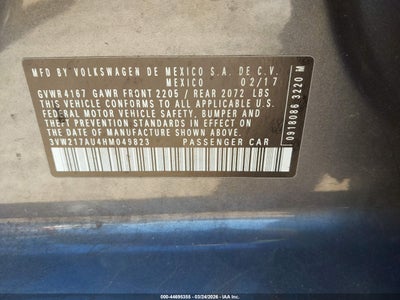 MFD BY VOLKSWAGEN DE MEXICO S.A. DE C.V.
MEXICO 02/17
GVWR 4167 GAWR FRONT 2205 / REAR 2072 LBS
THIS VEHICLE CONFORMS TO ALL APPLICABLE U.S.
FEDERAL MOTOR VEHICLE SAFETY, BUMPER AND
THEFT PREVENTION STANDARDS IN EFFECT ON THE
DATE OF MANUFACTURE SHOWN ABOVE
3VW217AU4HM049823 PASSENGER CAR
0918086 3220 M
000-44695355 - 03/24/2026 - IAA, Inc.